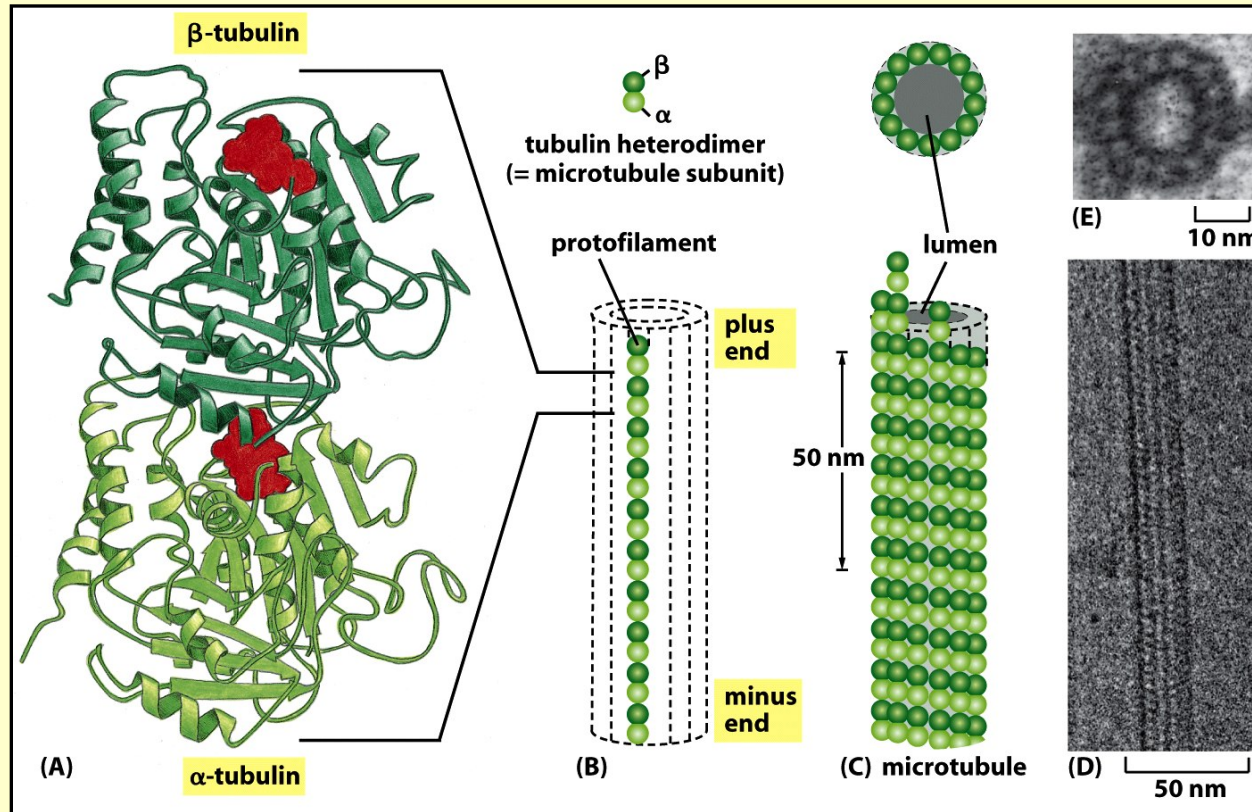 β-tubulin
β
α
tubulin heterodimer
(= microtubule subunit)
protofilament
plus
end
minus
end
lumen
50 nm
(E)
10 nm
(A)
α-tubulin
(B)
(C) microtubule
(D)
50 nm